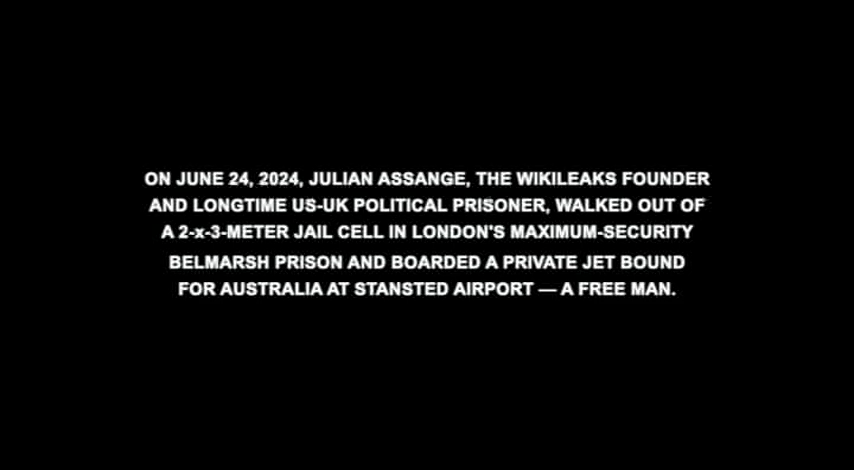 ON JUNE 24, 2024, JULIAN ASSANGE, THE WIKILEAKS FOUNDER
AND LONGTIME US-UK POLITICAL PRISONER, WALKED OUT OF
A 2-x-3-METER JAIL CELL IN LONDON'S MAXIMUM-SECURITY
BELMARSH PRISON AND BOARDED A PRIVATE JET BOUND
FOR AUSTRALIA AT STANSTED AIRPORT — A FREE MAN.